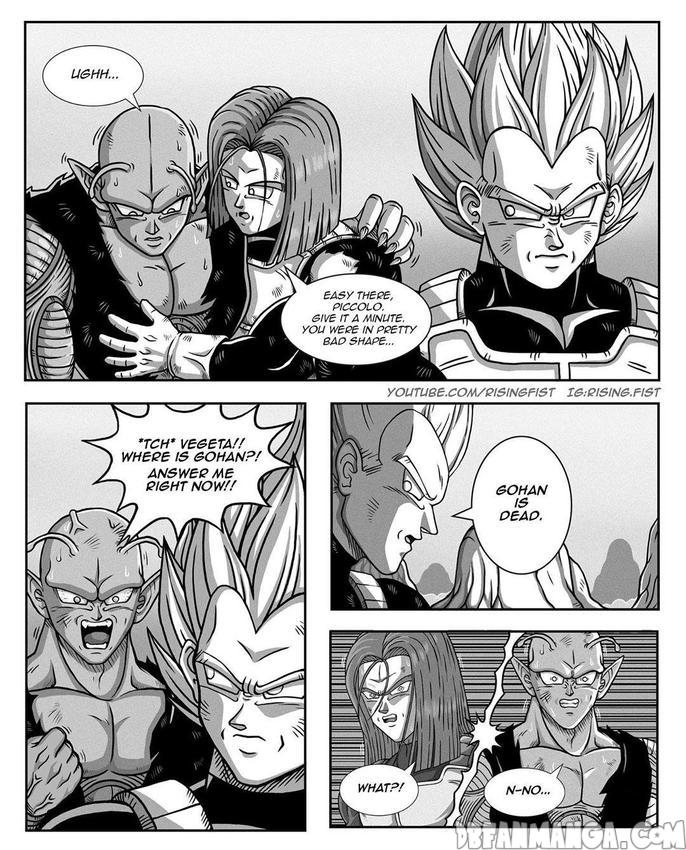 UGHH...
EASY THERE,
PICCOLO.
GIVE IT A MINUTE.
YOU WERE IN PRETTY
BAD SHAPE...
YOUTUBE.COM/RISINGFIST IG:RISING.FIST
*TCH* VEGETA!!
WHERE IS GOHAN?!
ANSWER ME
RIGHT NOW!!
GOHAN
IS
DEAD.
WHAT?!
N-NO...
DBFANMANGA.COM